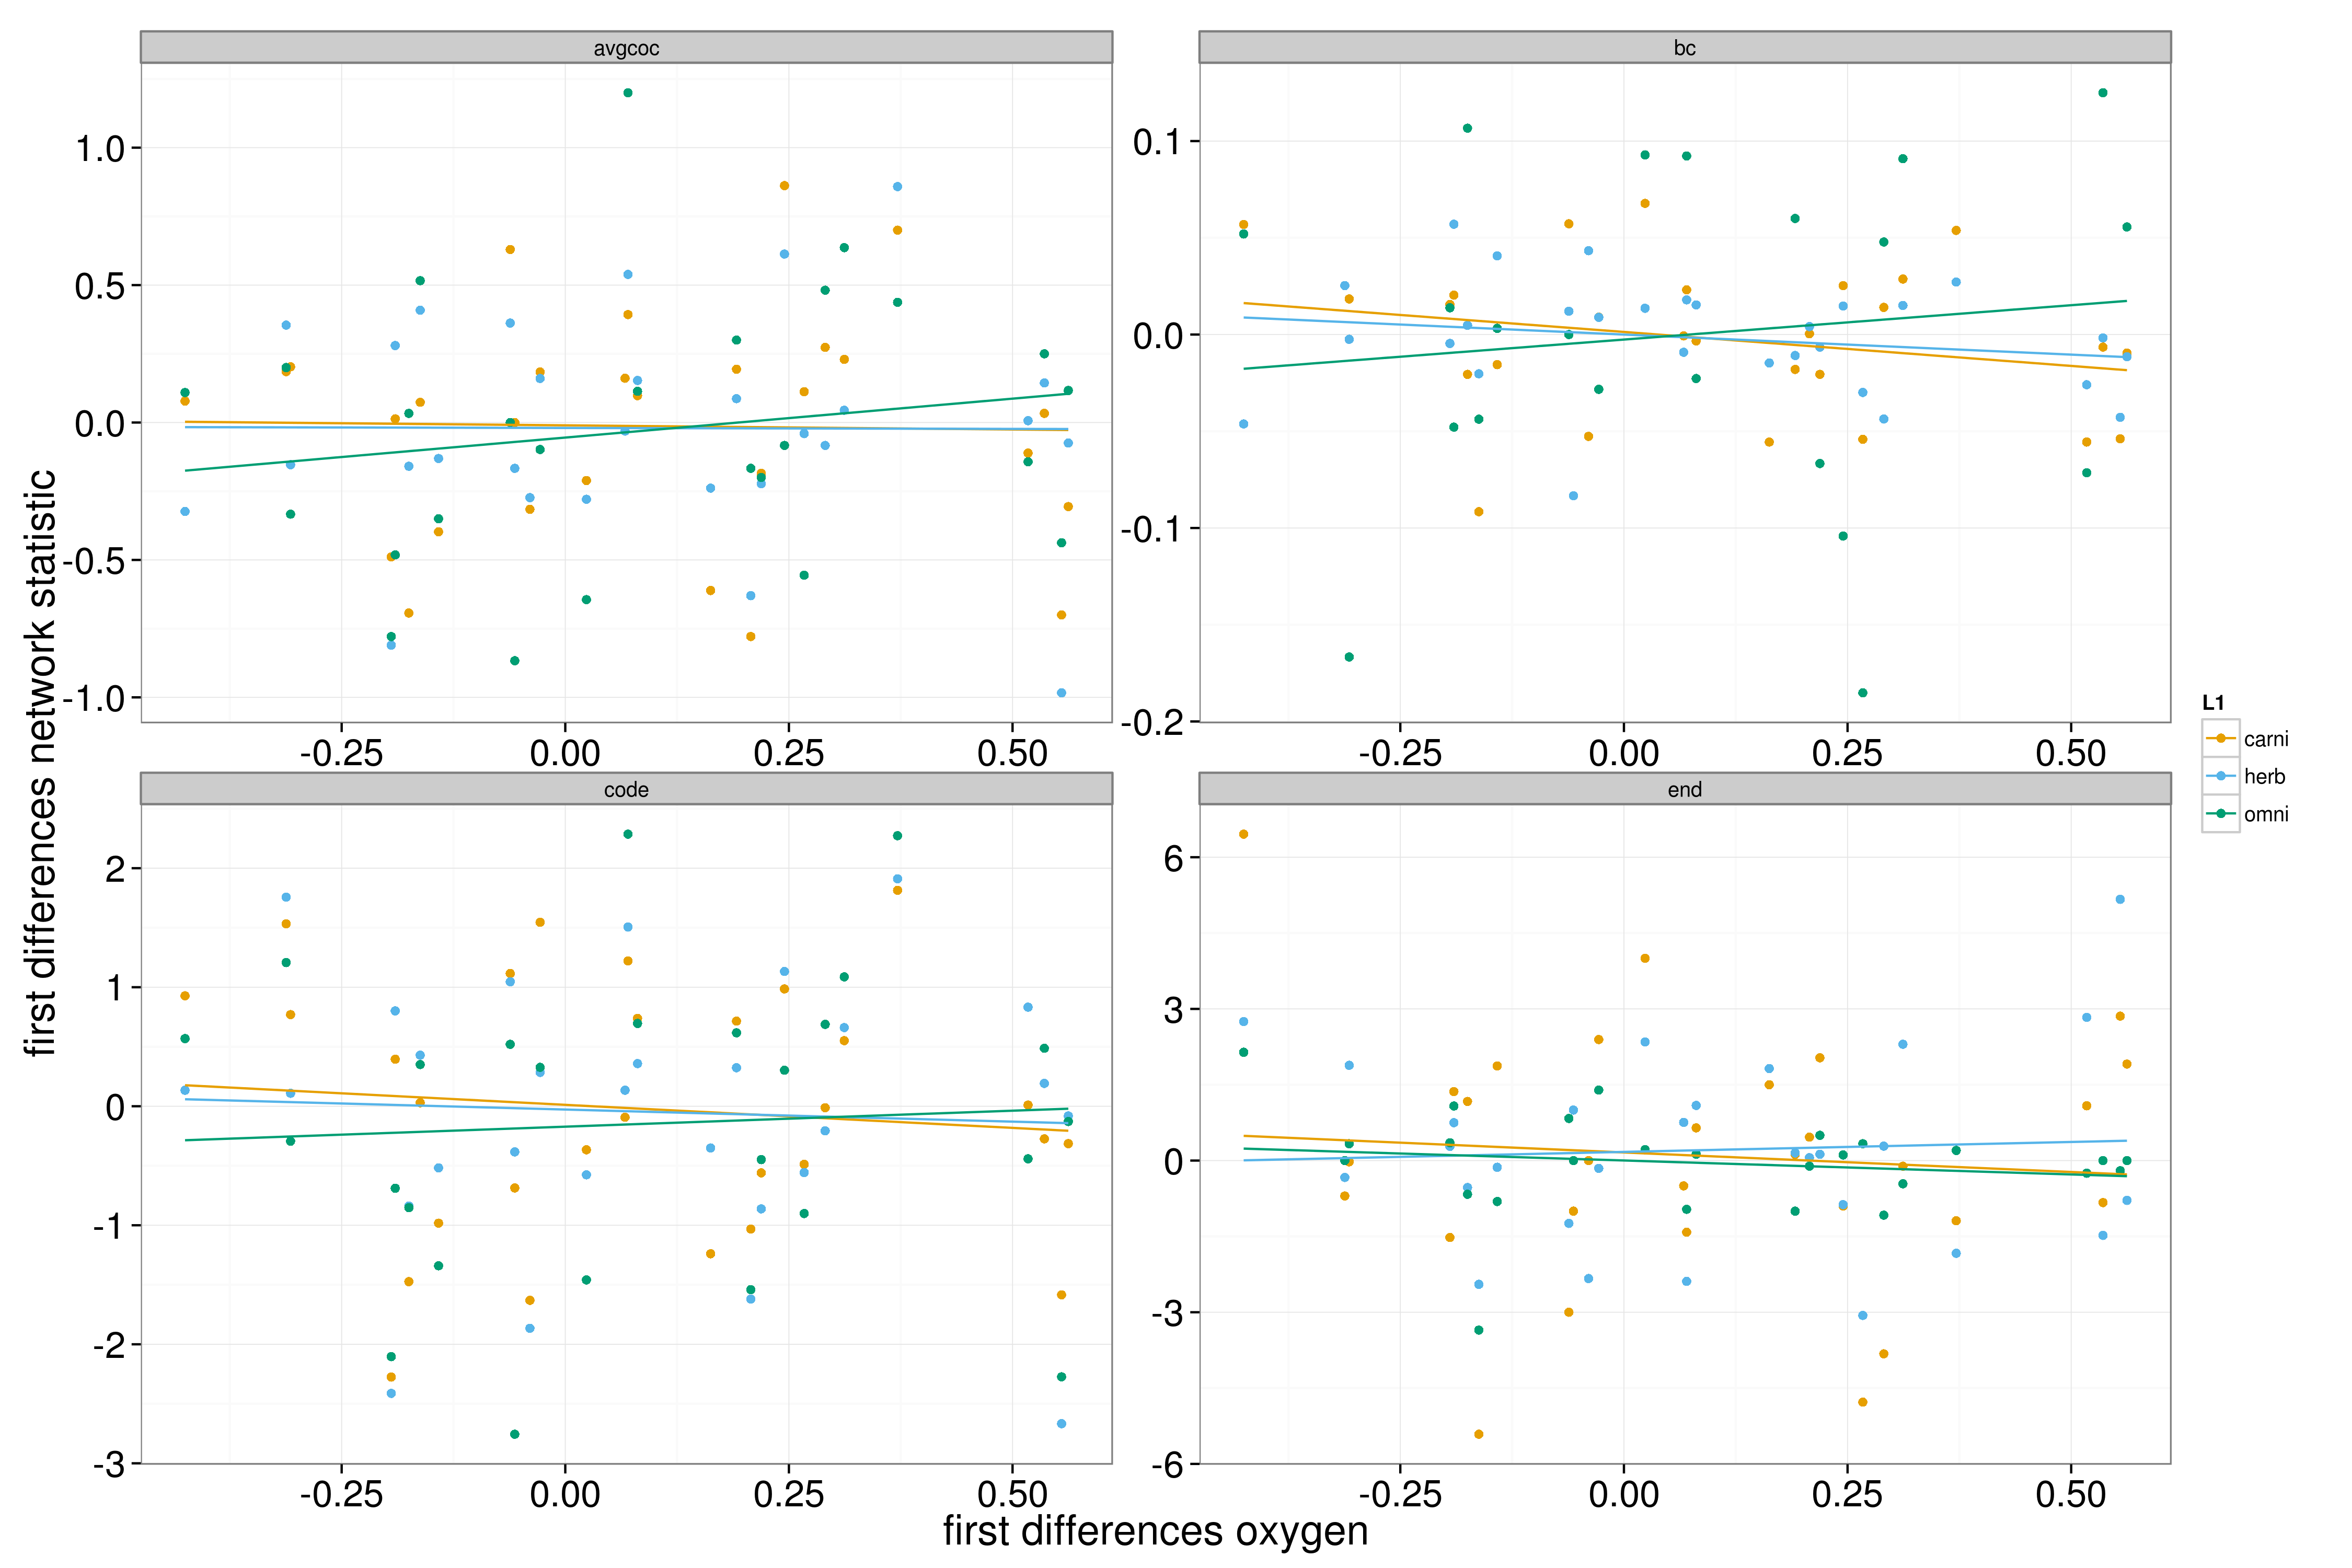 avgcoc
bc
1.0
0.5
0.0
-0.5
-1.0
0.1
0.0
-0.1
-0.2
-0.25 0.00 0.25 0.50
-0.25 0.00 0.25 0.50
code
end
2
1
0
-1
-2
-3
6
3
0
-3
-6
-0.25 0.00 0.25 0.50
-0.25 0.00 0.25 0.50
first differences oxygen
first differences network statistic
L1
carni
herb
omni